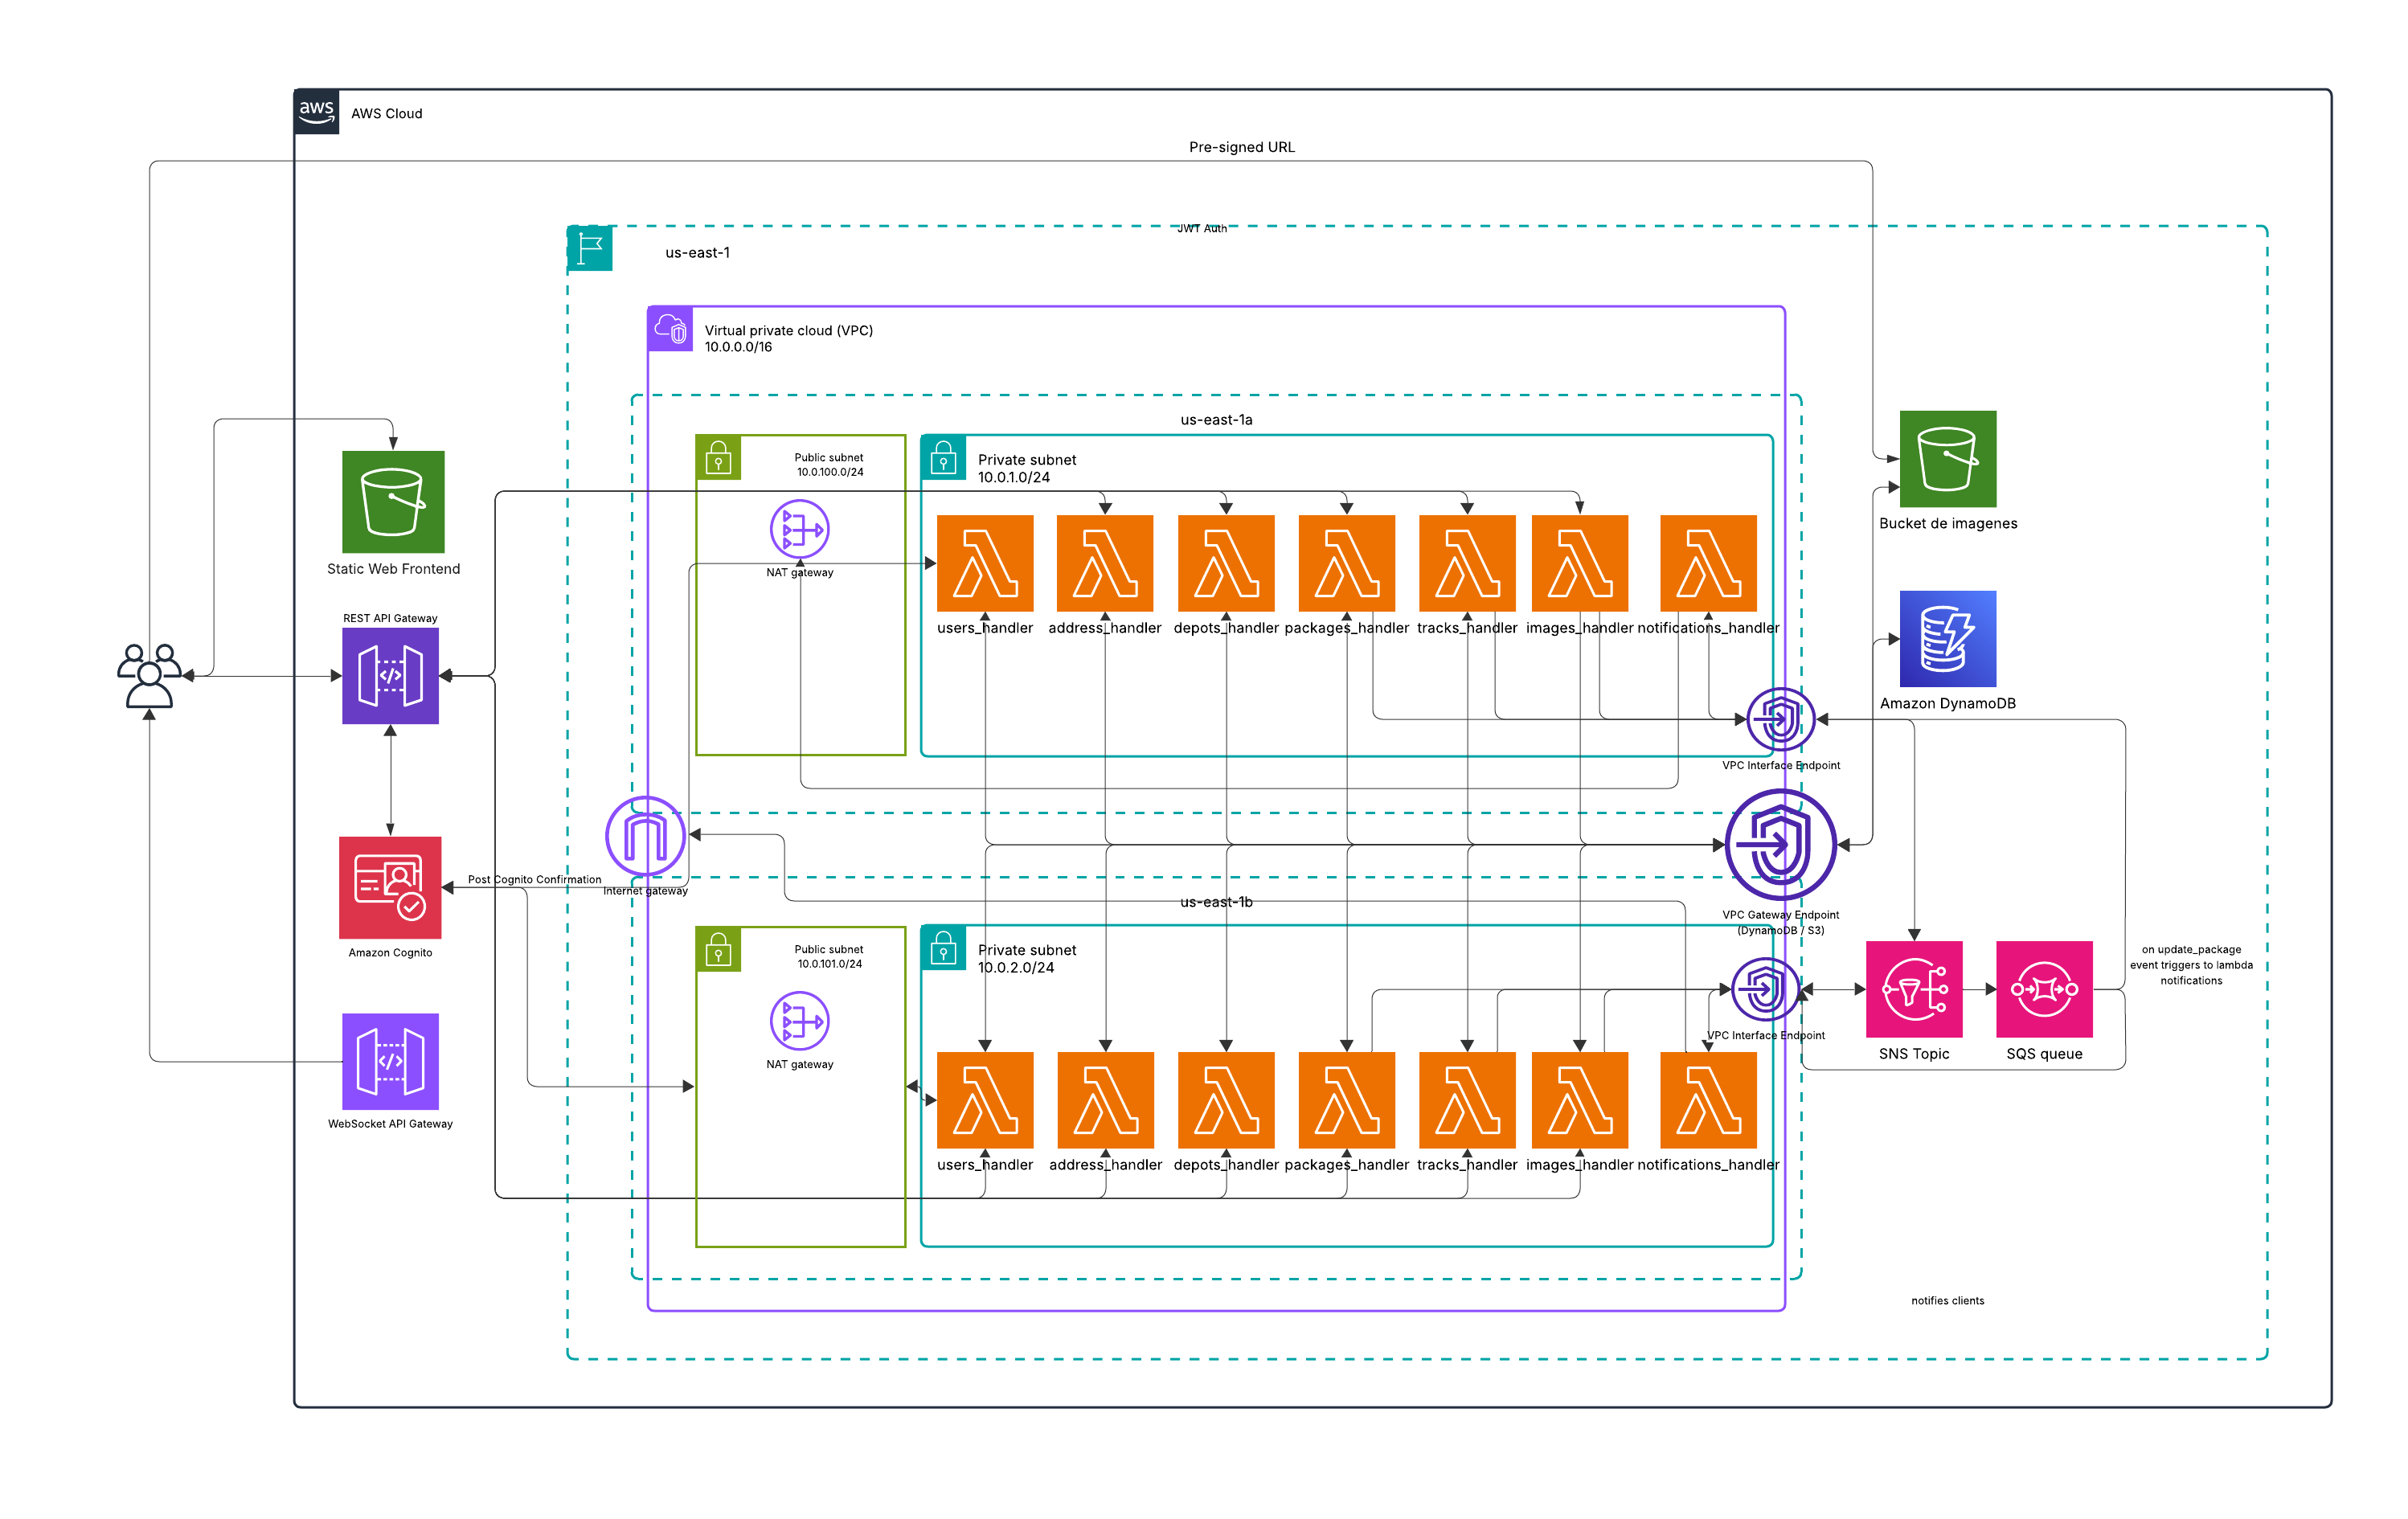 aws
AWS Cloud
Pre-signed URL
JWT Auth
us-east-1
Virtual private cloud (VPC)
10.0.0.0/16
us-east-1a
Public subnet
10.0.100.0/24
Private subnet
10.0.1.0/24
NAT gateway
users_handler
address_handler
depots_handler
packages_handler
tracks_handler
images_handler
notifications_handler
Static Web Frontend
REST API Gateway
Bucket de imagenes
Amazon DynamoDB
VPC Interface Endpoint
Post Cognito Confirmation
Internet gateway
Amazon Cognito
us-east-1b
VPC Gateway Endpoint
(DynamoDB / S3)
Public subnet
10.0.101.0/24
Private subnet
10.0.2.0/24
NAT gateway
VPC Interface Endpoint
SNS Topic
SQS queue
on update_package
event triggers to lambda
notifications
WebSocket API Gateway
users_handler
address_handler
depots_handler
packages_handler
tracks_handler
images_handler
notifications_handler
notifies clients